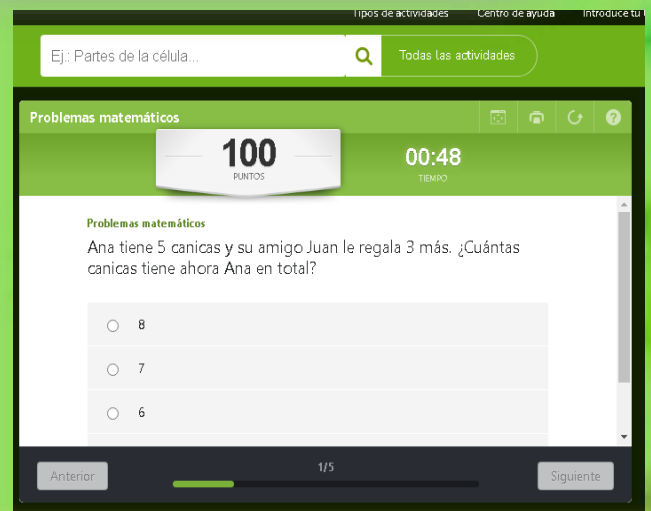 Tipos de actividades Centro de ayuda Introduce tu
Ej.: Partes de la célula...
Todas las actividades
Problemas matemáticos
100
PUNTOS
00:48
TIEMPO
Problemas matemáticos
Ana tiene 5 canicas y su amigo Juan le regala 3 más. ¿Cuántas
canicas tiene ahora Ana en total?
8
7
6
Anterior
1/5
Siguiente